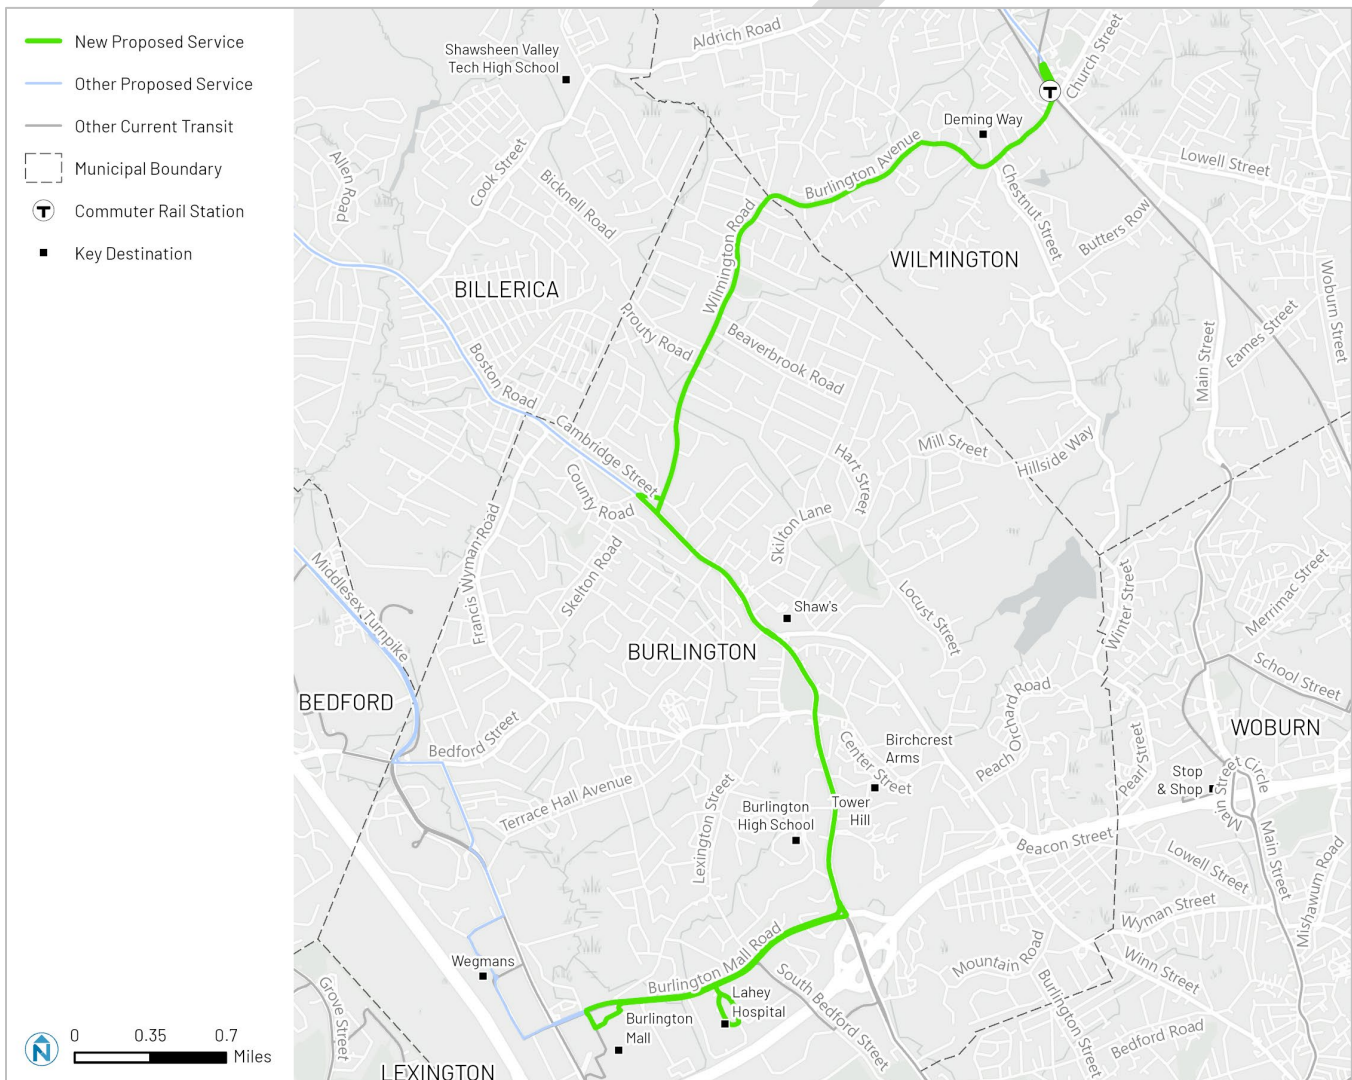 New Proposed Service
Other Proposed Service
Other Current Transit
Municipal Boundary
T
Commuter Rail Station
Key Destination
Shawsheen Valley
Tech High School
Aldrich Road
Church Street
T
Deming Way
Lowell Street
Allen Road
Cook Street
Bicknell Road
Burlington Avenue
Chestnut Street
Butters Row
Wilmington Road
WILMINGTON
BILLERICA
Woburn Street
Prouty Road
Beaverbrook Road
Main Street
Eames Street
Boston Road
Cambridge Street
County Road
Hart Street
Mill Street
Hillside Way
Skilton Lane
Francis Wyman Road
Skelton Road
Middlesex Turnpike
Shaw's
Locust Street
Winter Street
Merrimac Street
BURLINGTON
School Street
BEDFORD
Peach Orchard Road
WOBURN
Bedford Street
Birchcrest
Arms
Center Street
Pearl Street
Stop
& Shop
Main Street
Circle
Terrace Hall Avenue
Lexington Street
Burlington
High School
Tower
Hill
Beacon Street
Main Street
Lowell Street
Mishawum Road
Wyman Street
Burlington Mall Road
Wegmans
South Bedford Street
Mountain Road
Winn Street
Burlington Street
Grove Street
Lahey
Hospital
Burlington
Mall
Bedford Road
LEXINGTON
N
0 0.35 0.7
Miles